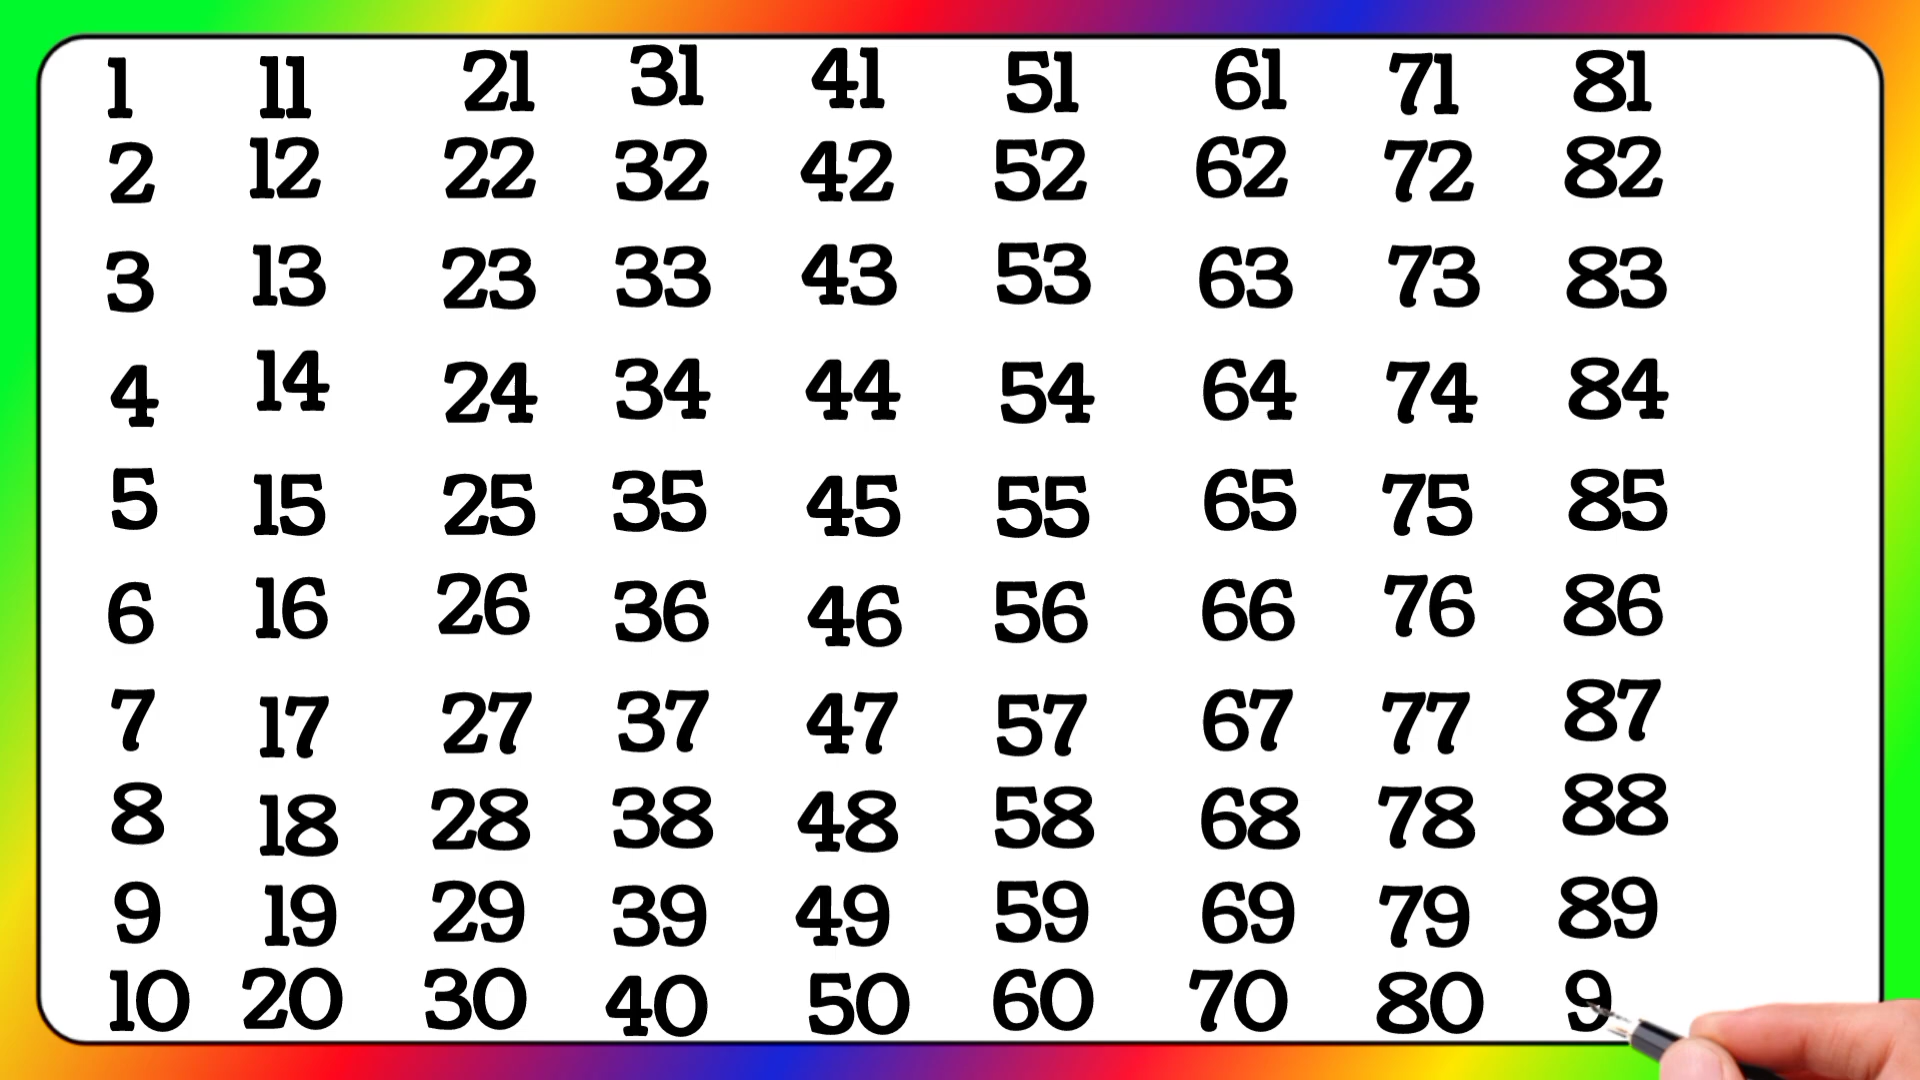 1 11 21 31 41 51 61 71 81
2 12 22 32 42 52 62 72 82
3 13 23 33 43 53 63 73 83
4 14 24 34 44 54 64 74 84
5 15 25 35 45 55 65 75 85
6 16 26 36 46 56 66 76 86
7 17 27 37 47 57 67 77 87
8 18 28 38 48 58 68 78 88
9 19 29 39 49 59 69 79 89
10 20 30 40 50 60 70 80 9